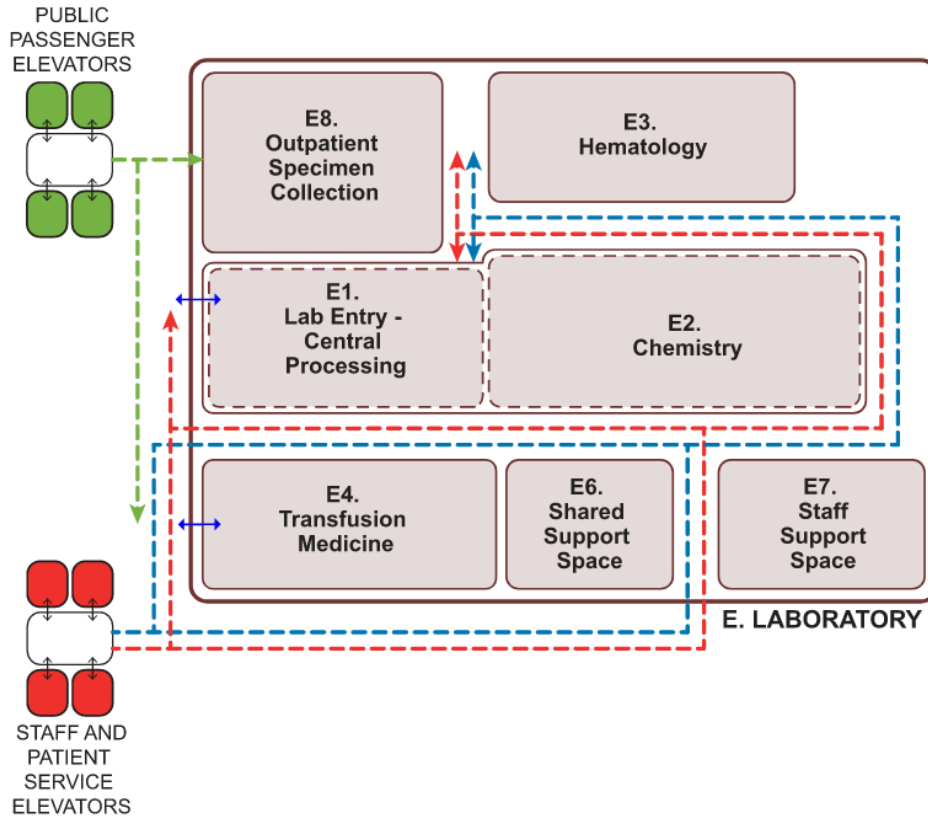 PUBLIC
PASSENGER
ELEVATORS
E8.
Outpatient
Specimen
Collection
E3.
Hematology
E1.
Lab Entry -
Central
Processing
E2.
Chemistry
E4.
Transfusion
Medicine
E6.
Shared
Support
Space
E7.
Staff
Support
Space
E. LABORATORY
STAFF AND
PATIENT
SERVICE
ELEVATORS